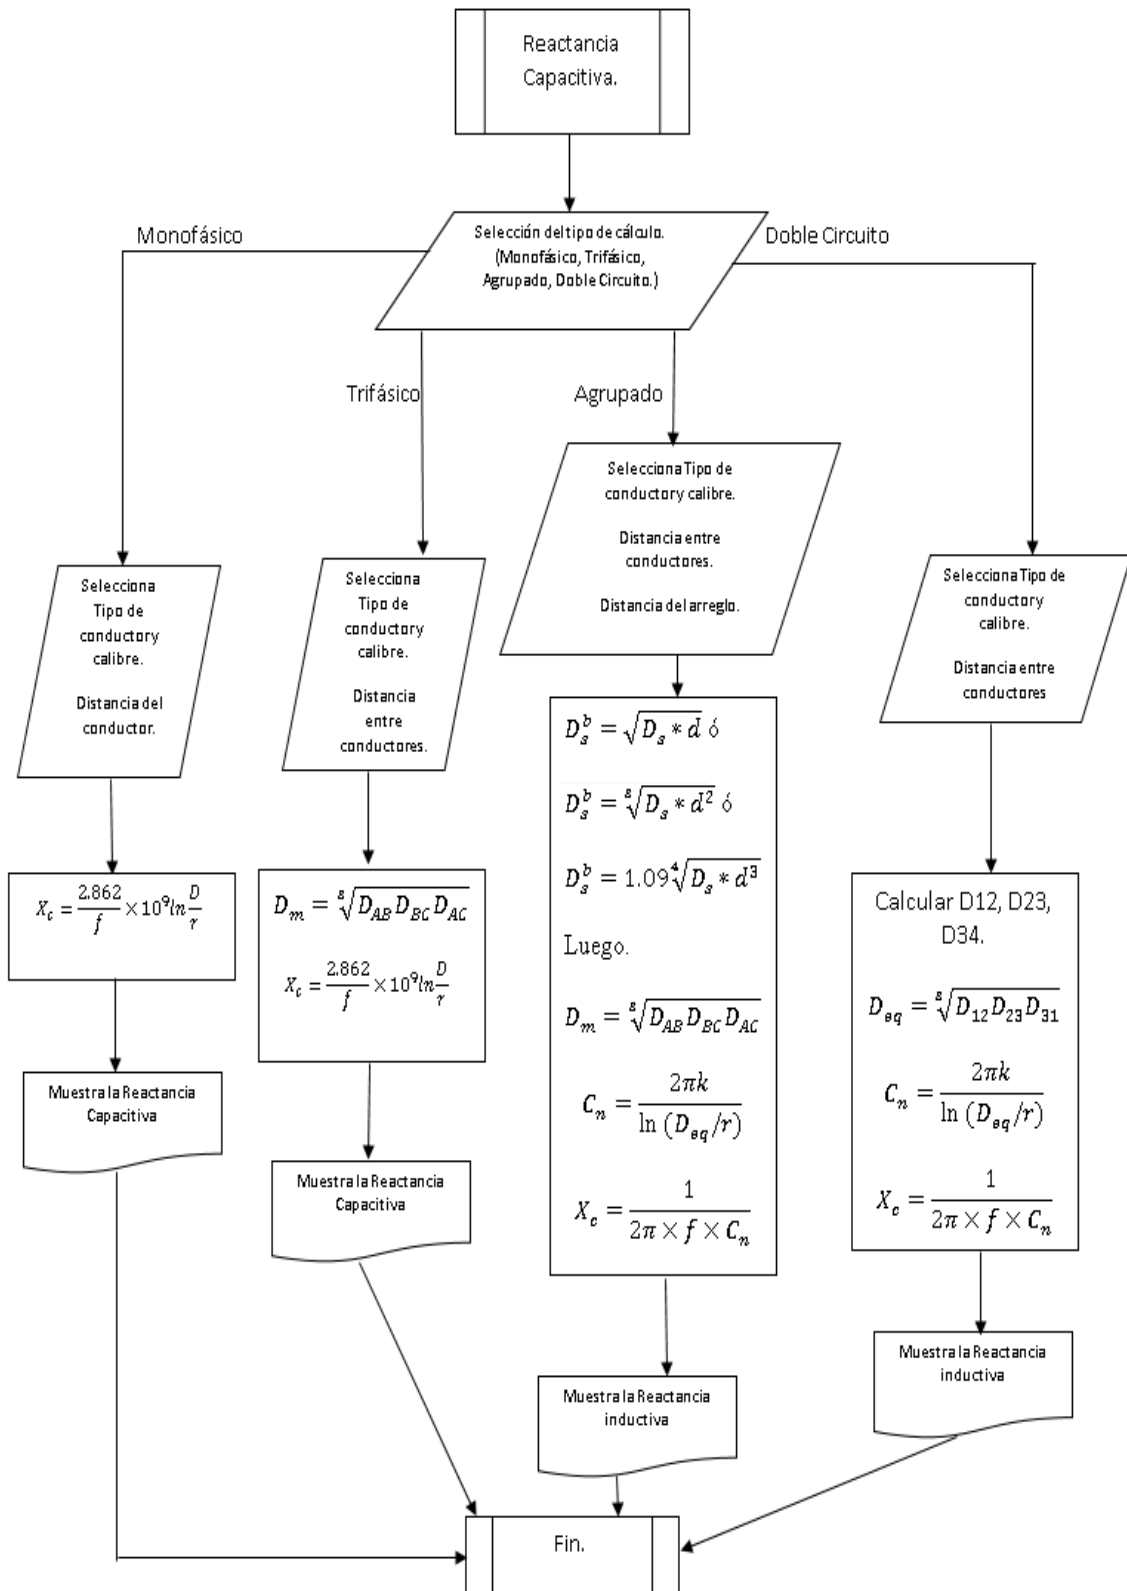 Reactancia
Capacitiva.
Selección del tipo de cálculo.
(Monofásico, Trifásico,
Agrupado, Doble Circuito.)
Monofásico
Doble Circuito
Trifásico
Agrupado
Selecciona
Tipo de
conductor y
calibre.
Distancia del
conductor.
X_c = 2.862/f × 10^9 ln D/r
Muestra la Reactancia
Capacitiva
Selecciona
Tipo de
conductor y
calibre.
Distancia
entre
conductores.
D_m = ∛(D_AB D_BC D_AC)
X_c = 2.862/f × 10^9 ln D/r
Muestra la Reactancia
Capacitiva
Selecciona Tipo de
conductor y calibre.
Distancia entre
conductores.
Distancia del arreglo.
D_s^b = √(D_s * d) ó
D_s^b = ∛(D_s * d^2) ó
D_s^b = 1.09 ∜(D_s * d^3)
Luego.
D_m = ∛(D_AB D_BC D_AC)
C_n = 2πk / ln (D_eq/r)
X_c = 1 / (2π × f × C_n)
Muestra la Reactancia
inductiva
Selecciona Tipo de
conductor y
calibre.
Distancia entre
conductores
Calcular D12, D23,
D34.
D_eq = ∛(D_12 D_23 D_31)
C_n = 2πk / ln (D_eq/r)
X_c = 1 / (2π × f × C_n)
Muestra la Reactancia
inductiva
Fin.